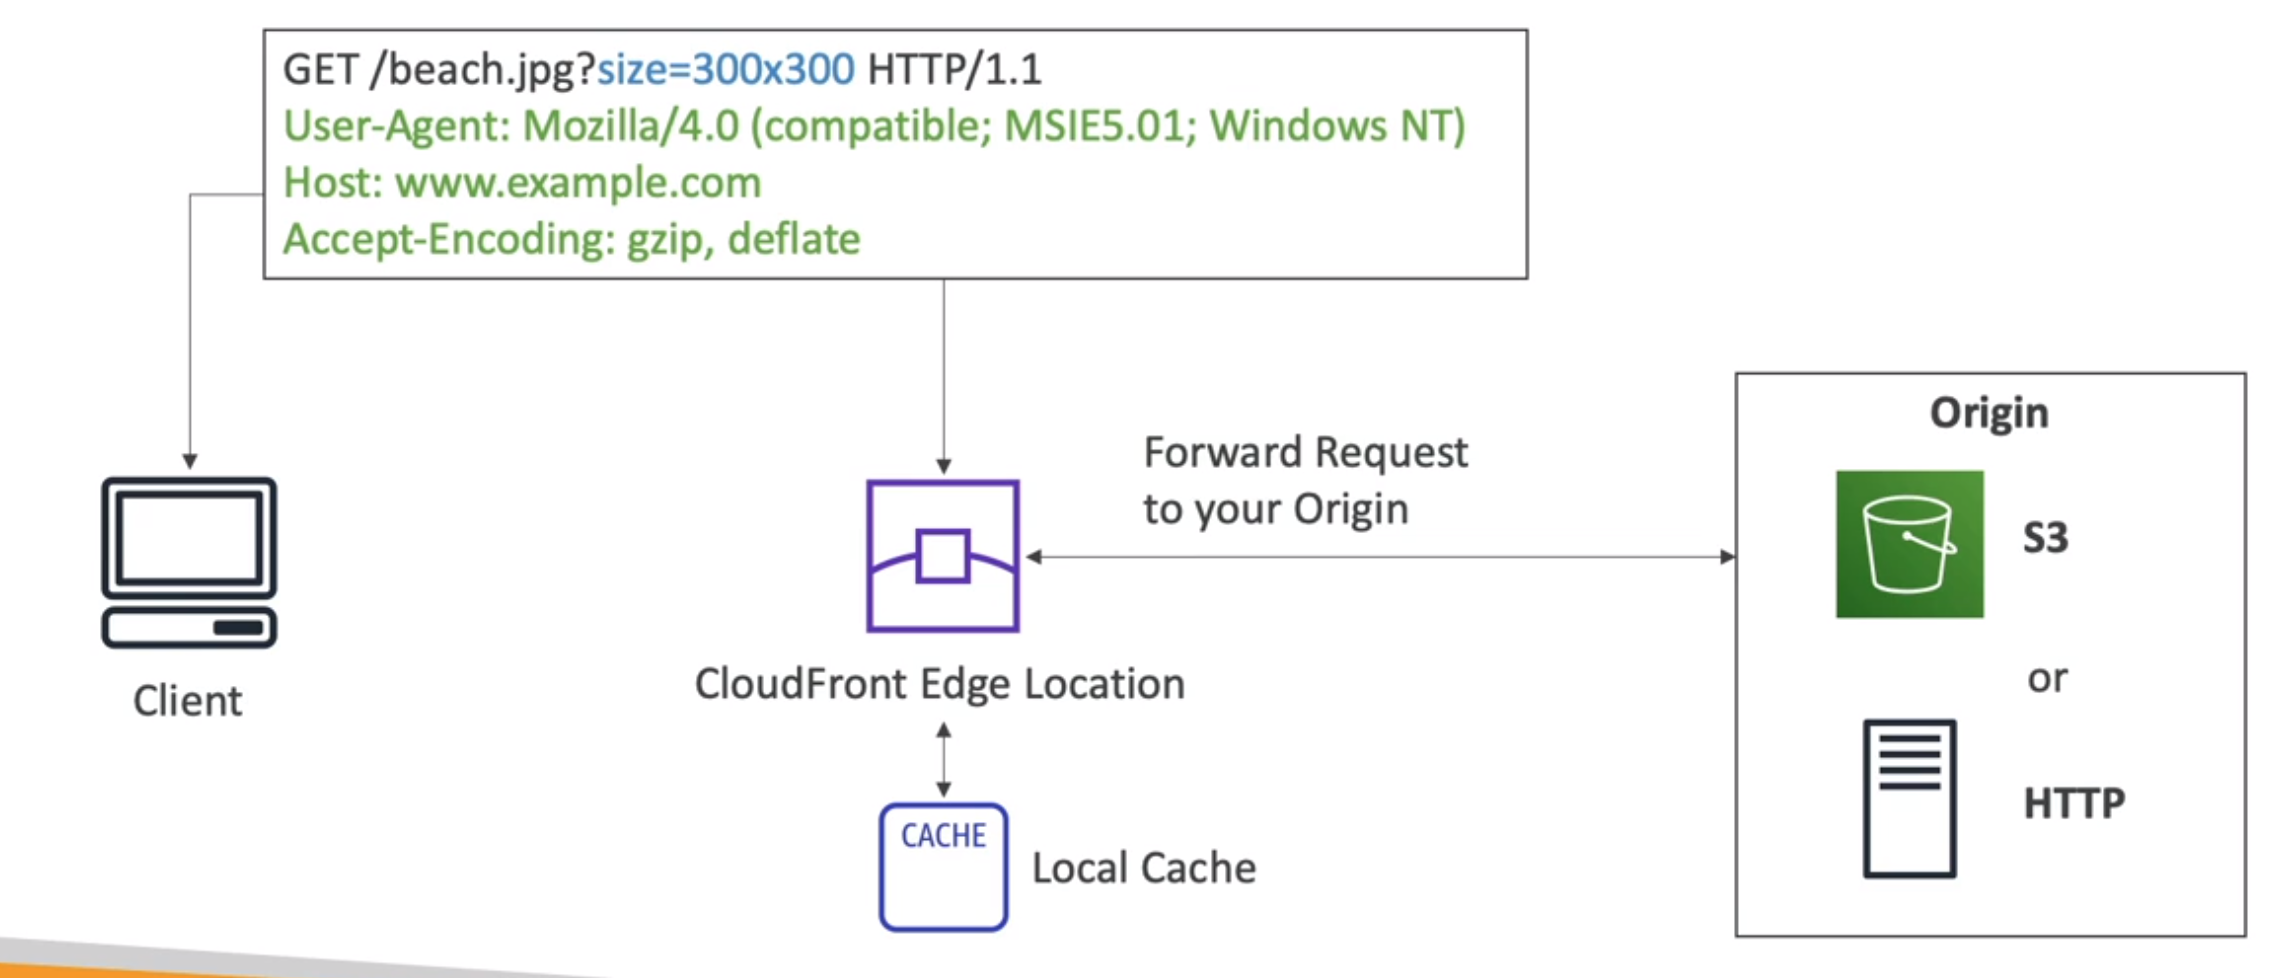 GET /beach.jpg?size=300x300 HTTP/1.1
User-Agent: Mozilla/4.0 (compatible; MSIE5.01; Windows NT)
Host: www.example.com
Accept-Encoding: gzip, deflate
Client
CloudFront Edge Location
Forward Request
to your Origin
CACHE
Local Cache
Origin
S3
or
HTTP